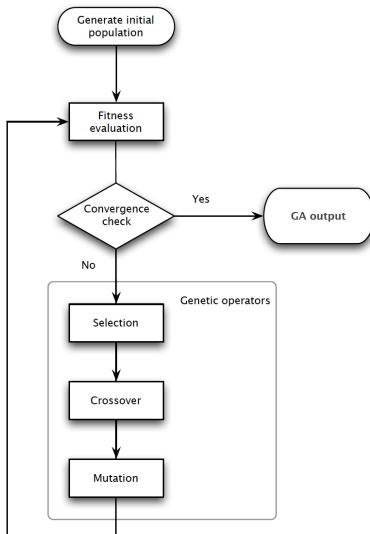 Generate initial
population
Fitness
evaluation
Convergence
check
Yes
GA output
No
Genetic operators
Selection
Crossover
Mutation